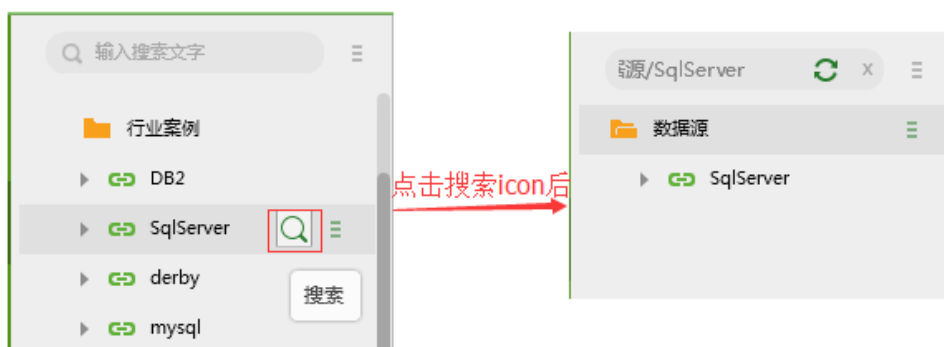 输入搜索文字
行业案例
DB2
SqlServer
搜索
derby
mysql
点击搜索icon后
源/SqlServer
x
数据源
SqlServer